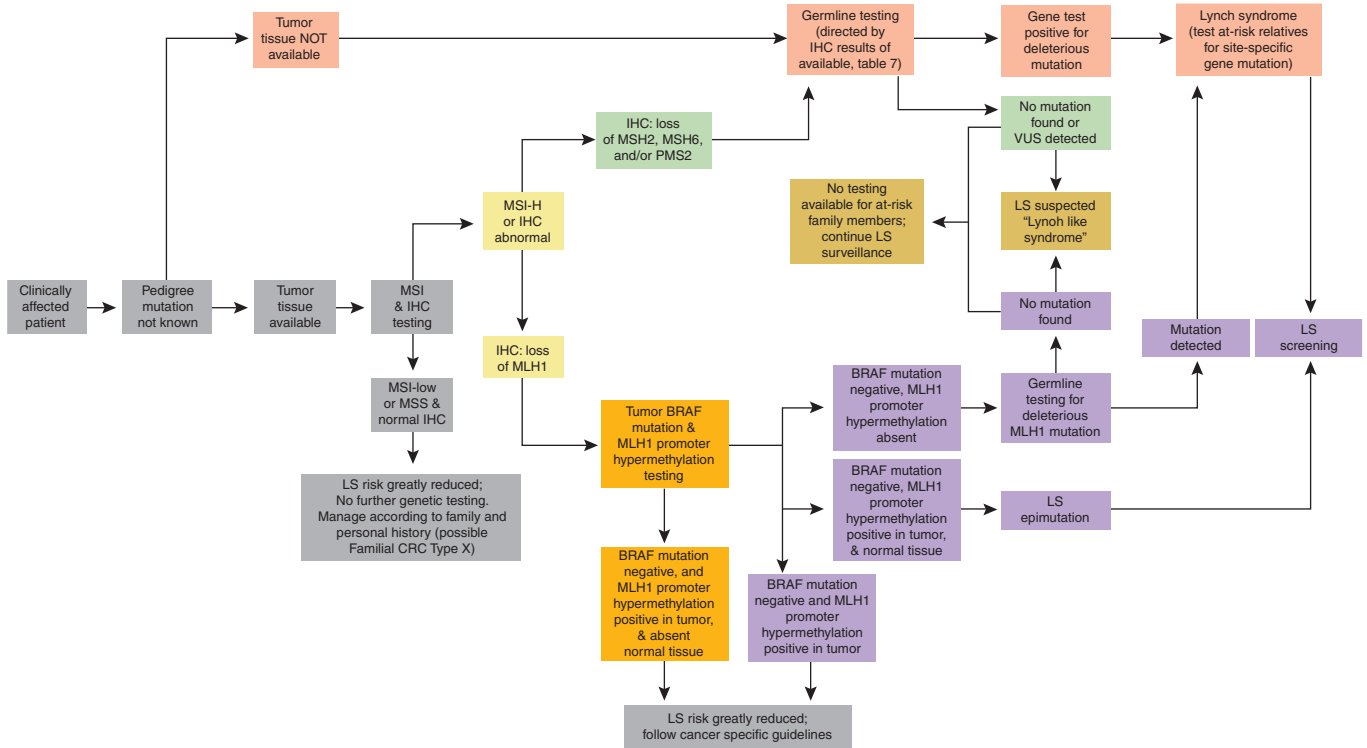 Tumor
tissue NOT
available
Germline testing
(directed by
IHC results of
available, table 7)
Gene test
positive for
deleterious
mutation
Lynch syndrome
(test at-risk relatives
for site-specific
gene mutation)
IHC: loss
of MSH2, MSH6,
and/or PMS2
No mutation
found or
VUS detected
MSI-H
or IHC
abnormal
No testing
available for at-risk
family members;
continue LS
surveillance
LS suspected
“Lynoh like
syndrome”
Clinically
affected
patient
Pedigree
mutation
not known
Tumor
tissue
available
MSI
& IHC
testing
No mutation
found
IHC: loss
of MLH1
Mutation
detected
LS
screening
MSI-low
or MSS &
normal IHC
Tumor BRAF
mutation &
MLH1 promoter
hypermethylation
testing
BRAF mutation
negative, MLH1
promoter
hypermethylation
absent
Germline
testing for
deleterious
MLH1 mutation
LS risk greatly reduced;
No further genetic testing.
Manage according to family and
personal history (possible
Familial CRC Type X)
BRAF mutation
negative, MLH1
promoter
hypermethylation
positive in tumor,
& normal tissue
LS
epimutation
BRAF mutation
negative, and
MLH1 promoter
hypermethylation
positive in tumor,
& absent
normal tissue
BRAF mutation
negative and MLH1
promoter
hypermethylation
positive in tumor
LS risk greatly reduced;
follow cancer specific guidelines